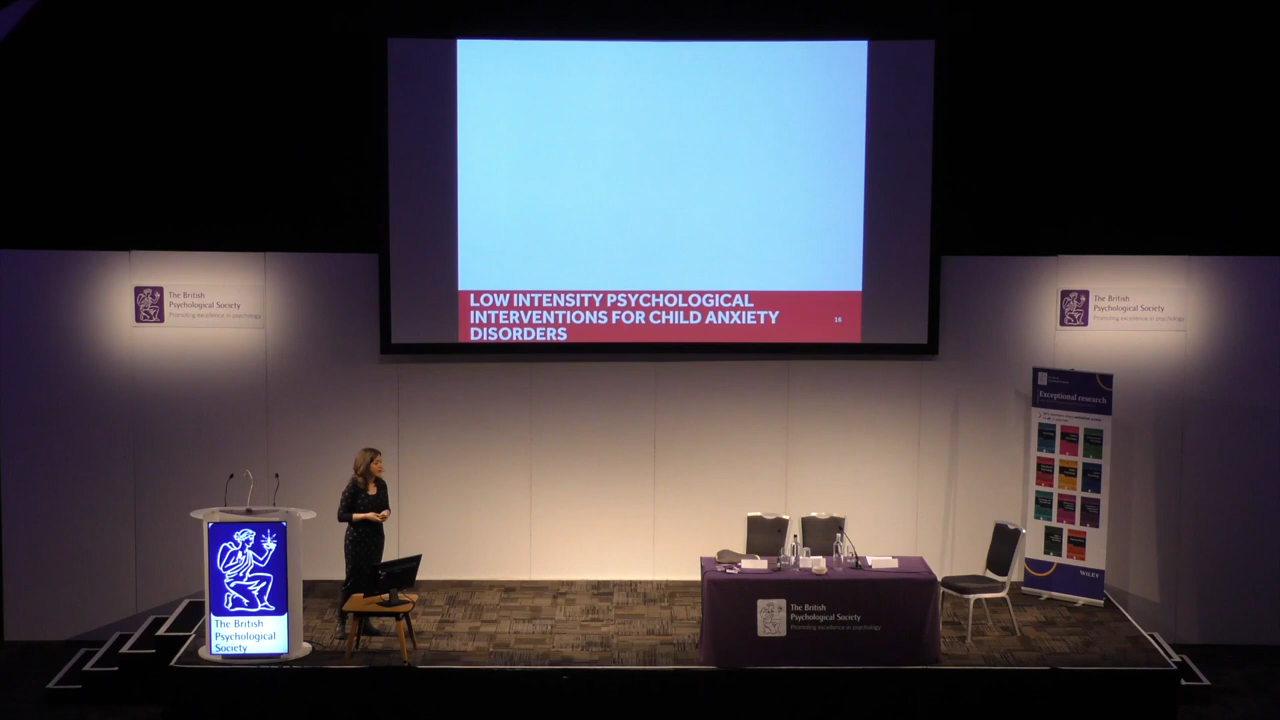 LOW INTENSITY PSYCHOLOGICAL
INTERVENTIONS FOR CHILD ANXIETY
DISORDERS
16
The British
Psychological Society
Promoting excellence in psychology
The British
Psychological Society
Promoting excellence in psychology
Exceptional research
WILEY
The British
Psychological
Society
The British
Psychological Society
Promoting excellence in psychology